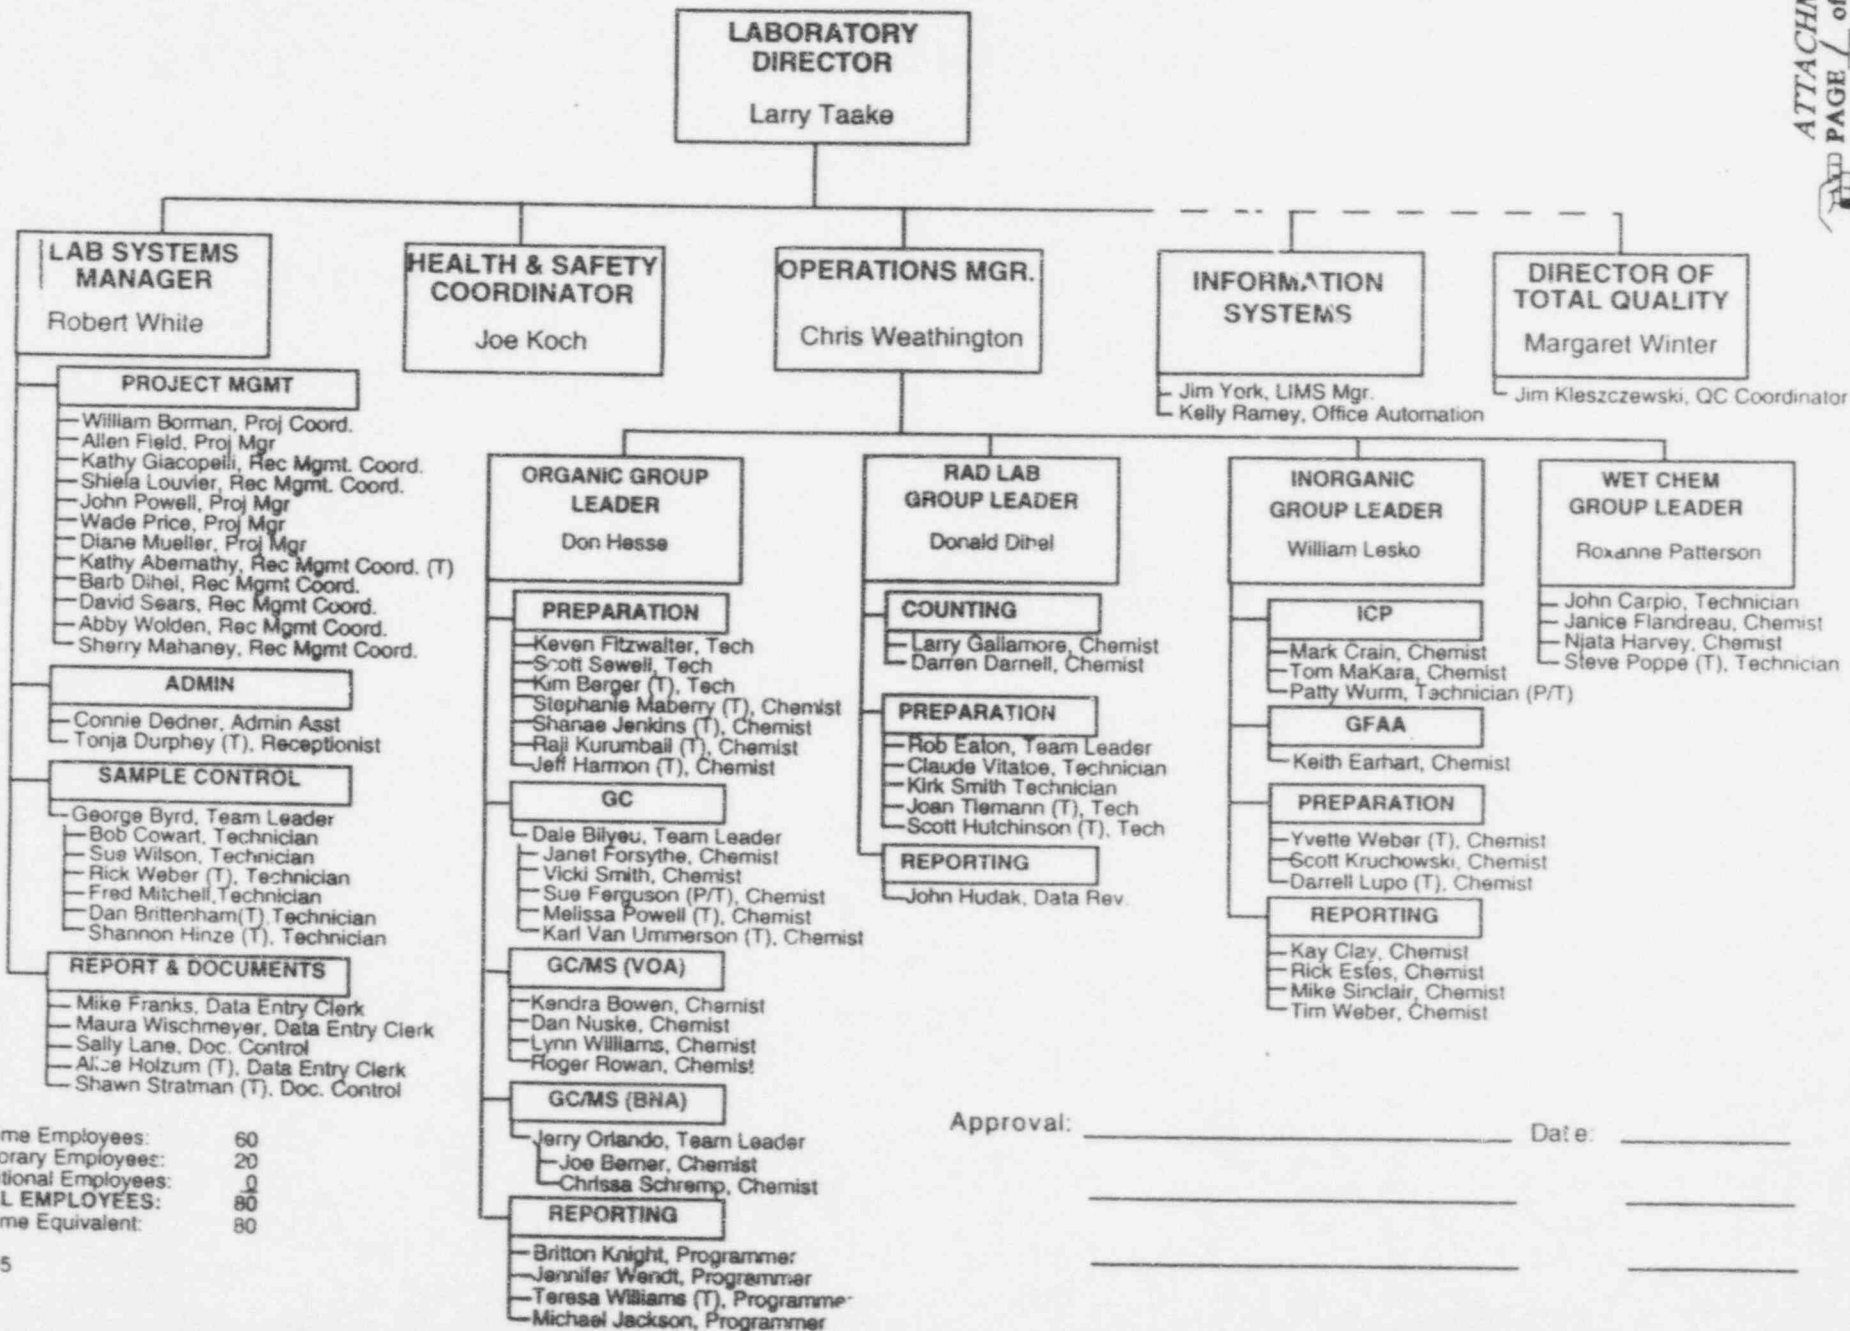 ATTACHM
PAGE 1 of
LABORATORY
DIRECTOR
Larry Taake
LAB SYSTEMS
MANAGER
Robert While
HEALTH & SAFETY
COORDINATOR
Joe Koch
OPERATIONS MGR.
Chris Weathington
INFORMATION
SYSTEMS
Jim York, LIMS Mgr.
Kelly Ramey, Office Automation
DIRECTOR OF
TOTAL QUALITY
Margaret Winter
Jim Kleszczewski, QC Coordinator
PROJECT MGMT
William Borman, Proj Coord.
Allen Field, Proj Mgr
Kathy Giacopelli, Rec Mgmt. Coord.
Shiela Louvier, Rec Mgmt. Coord.
John Powell, Proj Mgr
Wade Price, Proj Mgr
Diane Mueller, Proj Mgr
Kathy Abernathy, Rec Mgmt Coord. (T)
Barb Dihel, Rec Mgmt Coord.
David Sears, Rec Mgmt Coord.
Abby Wolden, Rec Mgmt Coord.
Sherry Mahaney, Rec Mgmt Coord.
ADMIN
Connie Dedner, Admin Asst
Tonja Durphey (T), Receptionist
SAMPLE CONTROL
George Byrd, Team Leader
Bob Cowart, Technician
Sue Wilson, Technician
Rick Weber (T), Technician
Fred Mitchell, Technician
Dan Brittenham(T), Technician
Shannon Hinze (T), Technician
REPORT & DOCUMENTS
Mike Franks, Data Entry Clerk
Maura Wischmeyer, Data Entry Clerk
Sally Lane, Doc. Control
Alice Holzum (T), Data Entry Clerk
Shawn Stratman (T), Doc. Control
ORGANIC GROUP
LEADER
Don Hesse
PREPARATION
Keven Fitzwalter, Tech
Scott Sewell, Tech
Kim Berger (T), Tech
Stephanie Maberry (T), Chemist
Shanae Jenkins (T), Chemist
Raji Kurumbail (T), Chemist
Jeff Harmon (T), Chemist
GC
Dale Bilyeu, Team Leader
Janet Forsythe, Chemist
Vicki Smith, Chemist
Sue Ferguson (P/T), Chemist
Melissa Powell (T), Chemist
Karl Van Ummerson (T), Chemist
GC/MS (VOA)
Kendra Bowen, Chemist
Dan Nuske, Chemist
Lynn Williams, Chemist
Roger Rowan, Chemist
GC/MS (BNA)
Jerry Orlando, Team Leader
Joe Berner, Chemist
Chrissa Schremp, Chemist
REPORTING
Britton Knight, Programmer
Jennifer Wendt, Programmer
Teresa Williams (T), Programmer
Michael Jackson, Programmer
RAD LAB
GROUP LEADER
Donald Dihel
COUNTING
Larry Gallamore, Chemist
Darren Darnell, Chemist
PREPARATION
Rob Eaton, Team Leader
Claude Vitatoe, Technician
Kirk Smith Technician
Joan Tiemann (T), Tech
Scott Hutchinson (T), Tech
REPORTING
John Hudak, Data Rev.
INORGANIC
GROUP LEADER
William Lesko
ICP
Mark Crain, Chemist
Tom MaKara, Chemist
Patty Wurm, Technician (P/T)
GFAA
Keith Earhart, Chemist
PREPARATION
Yvette Weber (T), Chemist
Scott Kruchowski, Chemist
Darrell Lupo (T), Chemist
REPORTING
Kay Clay, Chemist
Rick Estes, Chemist
Mike Sinclair, Chemist
Tim Weber, Chemist
WET CHEM
GROUP LEADER
Roxanne Patterson
John Carpio, Technician
Janice Flandreau, Chemist
Njata Harvey, Chemist
Steve Poppe (T), Technician
me Employees: 60
orary Employees: 20
tional Employees: 0
L EMPLOYEES: 80
me Equivalent: 80
5
Approval: Date: